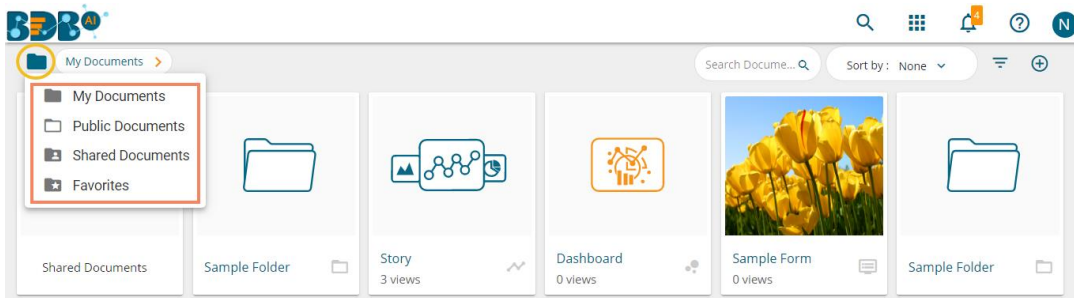 BDB AI
4
N
My Documents
Search Docume...
Sort by : None
My Documents
Public Documents
Shared Documents
Favorites
Shared Documents
Sample Folder
Story
3 views
Dashboard
0 views
Sample Form
0 views
Sample Folder